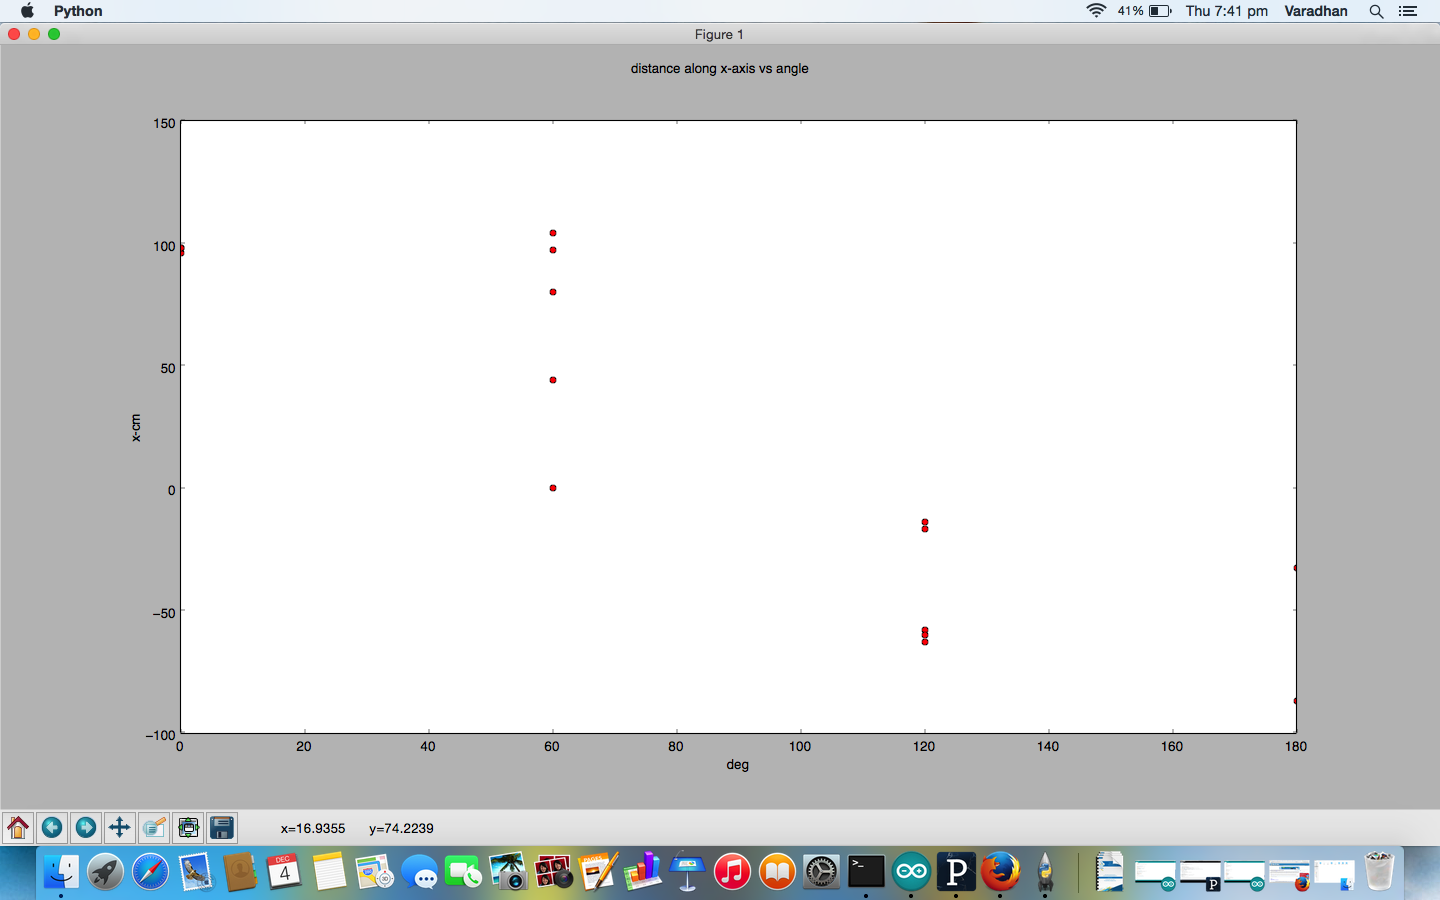 Python
41%
Thu 7:41 pm
Varadhan
Figure 1
distance along x-axis vs angle
150
100
50
0
−50
−100
x-cm
0 20 40 60 80 100 120 140 160 180
deg
x=16.9355 y=74.2239
DEC
4
30
PAGES
>_
P
P